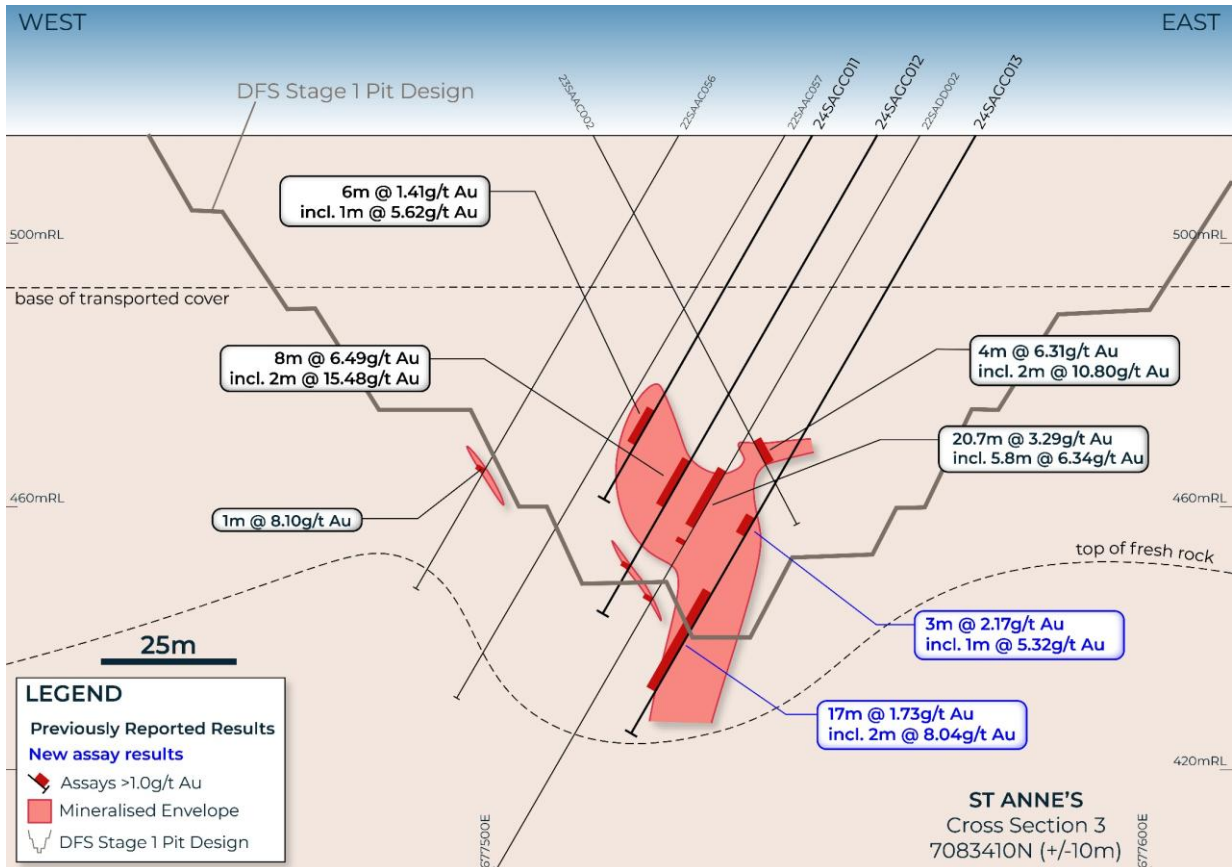 WEST
EAST
DFS Stage 1 Pit Design
23SAAC002
22SAAC056
22SAAC057
24SAGC011
24SAGC012
22SADD002
24SAGC013
6m @ 1.41g/t Au
incl. 1m @ 5.62g/t Au
500mRL
500mRL
base of transported cover
8m @ 6.49g/t Au
incl. 2m @ 15.48g/t Au
4m @ 6.31g/t Au
incl. 2m @ 10.80g/t Au
20.7m @ 3.29g/t Au
incl. 5.8m @ 6.34g/t Au
460mRL
460mRL
1m @ 8.10g/t Au
top of fresh rock
3m @ 2.17g/t Au
incl. 1m @ 5.32g/t Au
25m
17m @ 1.73g/t Au
incl. 2m @ 8.04g/t Au
LEGEND
Previously Reported Results
New assay results
Assays >1.0g/t Au
Mineralised Envelope
DFS Stage 1 Pit Design
420mRL
677500E
677600E
ST ANNE'S
Cross Section 3
7083410N (+/-10m)